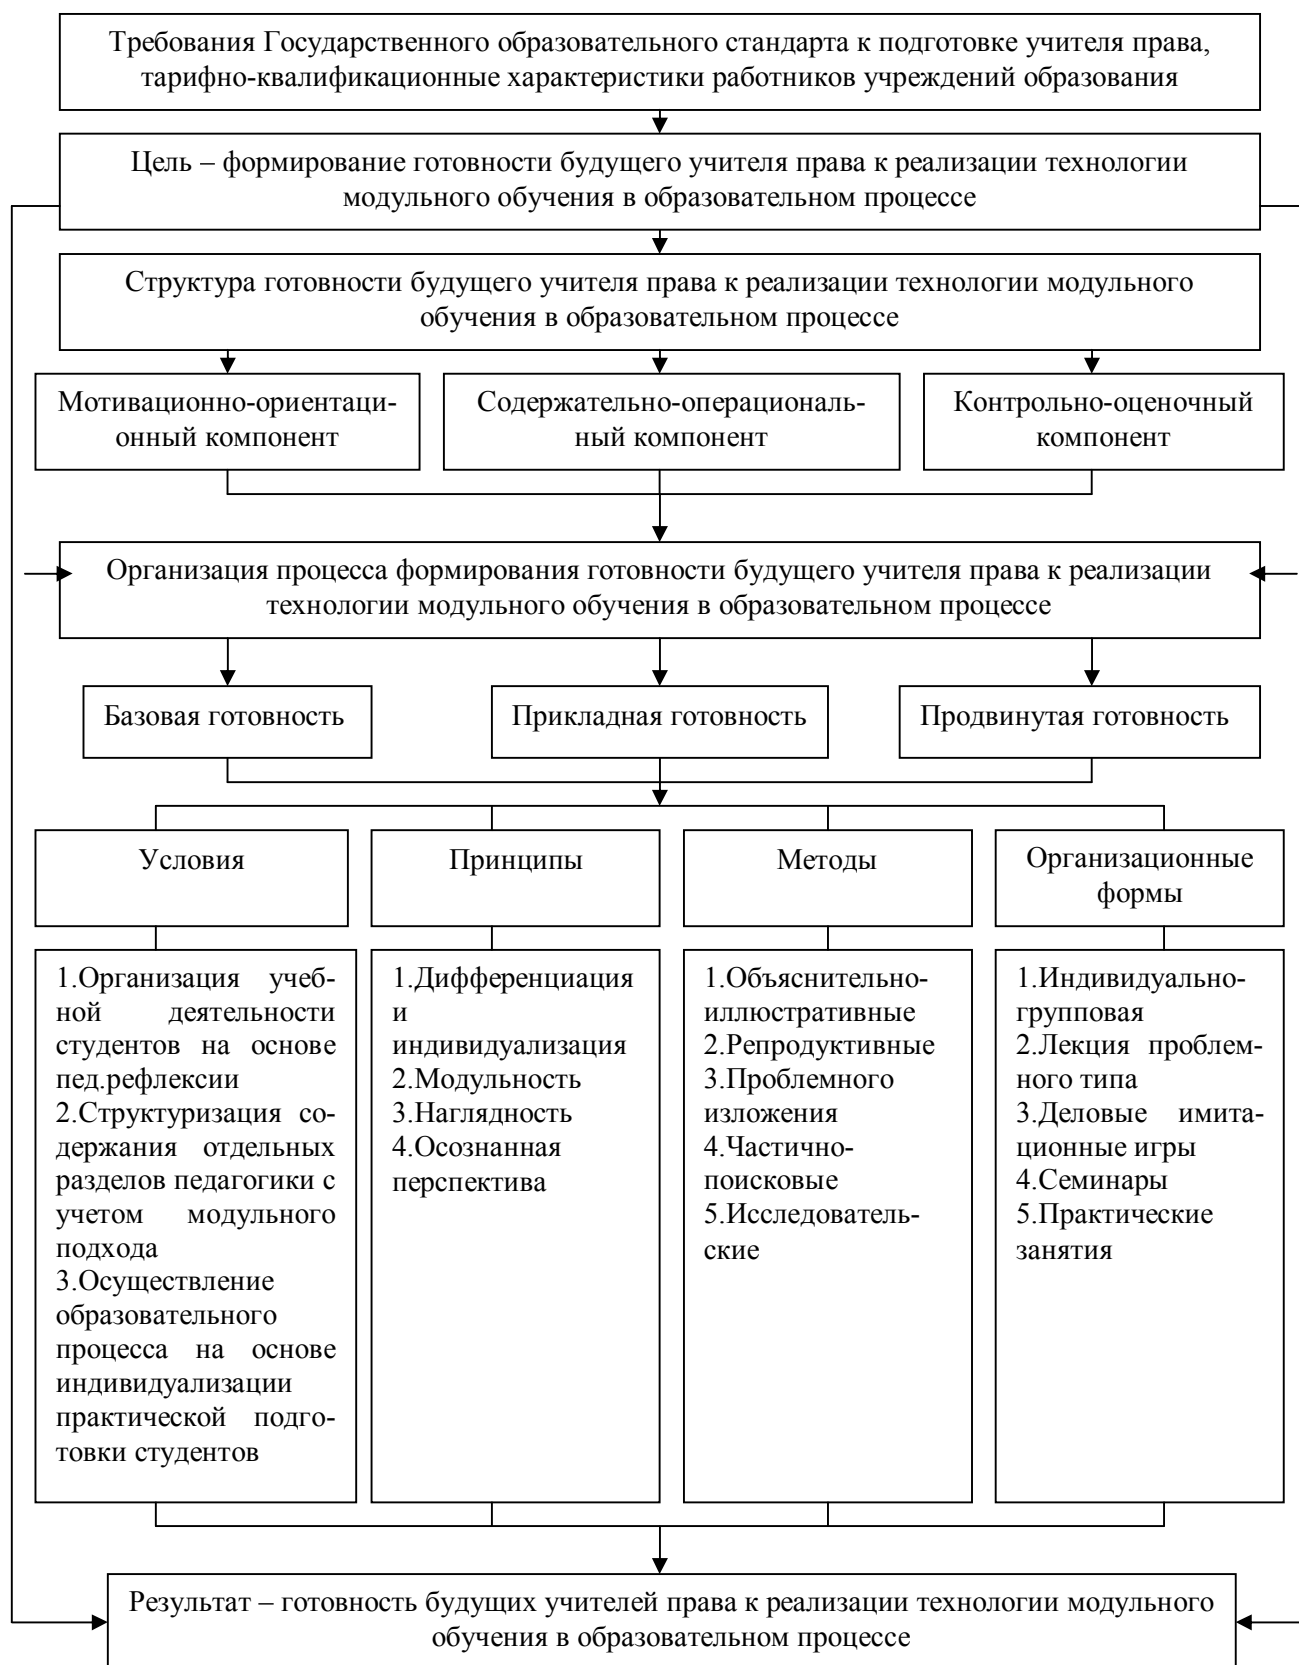 Требования Государственного образовательного стандарта к подготовке учителя права,
тарифно-квалификационные характеристики работников учреждений образования
Цель – формирование готовности будущего учителя права к реализации технологии
модульного обучения в образовательном процессе
Структура готовности будущего учителя права к реализации технологии модульного
обучения в образовательном процессе
Мотивационно-ориентаци-
онный компонент
Содержательно-операциональ-
ный компонент
Контрольно-оценочный
компонент
Организация процесса формирования готовности будущего учителя права к реализации
технологии модульного обучения в образовательном процессе
Базовая готовность
Прикладная готовность
Продвинутая готовность
Условия
Принципы
Методы
Организационные
формы
1.Организация учеб-
ной деятельности
студентов на основе
пед.рефлексии
2.Структуризация со-
держания отдельных
разделов педагогики с
учетом модульного
подхода
3.Осуществление
образовательного
процесса на основе
индивидуализации
практической подго-
товки студентов
1.Дифференциация
и
индивидуализация
2.Модульность
3.Наглядность
4.Осознанная
перспектива
1.Объяснительно-
иллюстративные
2.Репродуктивные
3.Проблемного
изложения
4.Частично-
поисковые
5.Исследователь-
ские
1.Индивидуально-
групповая
2.Лекция проблем-
ного типа
3.Деловые имита-
ционные игры
4.Семинары
5.Практические
занятия
Результат – готовность будущих учителей права к реализации технологии модульного
обучения в образовательном процессе